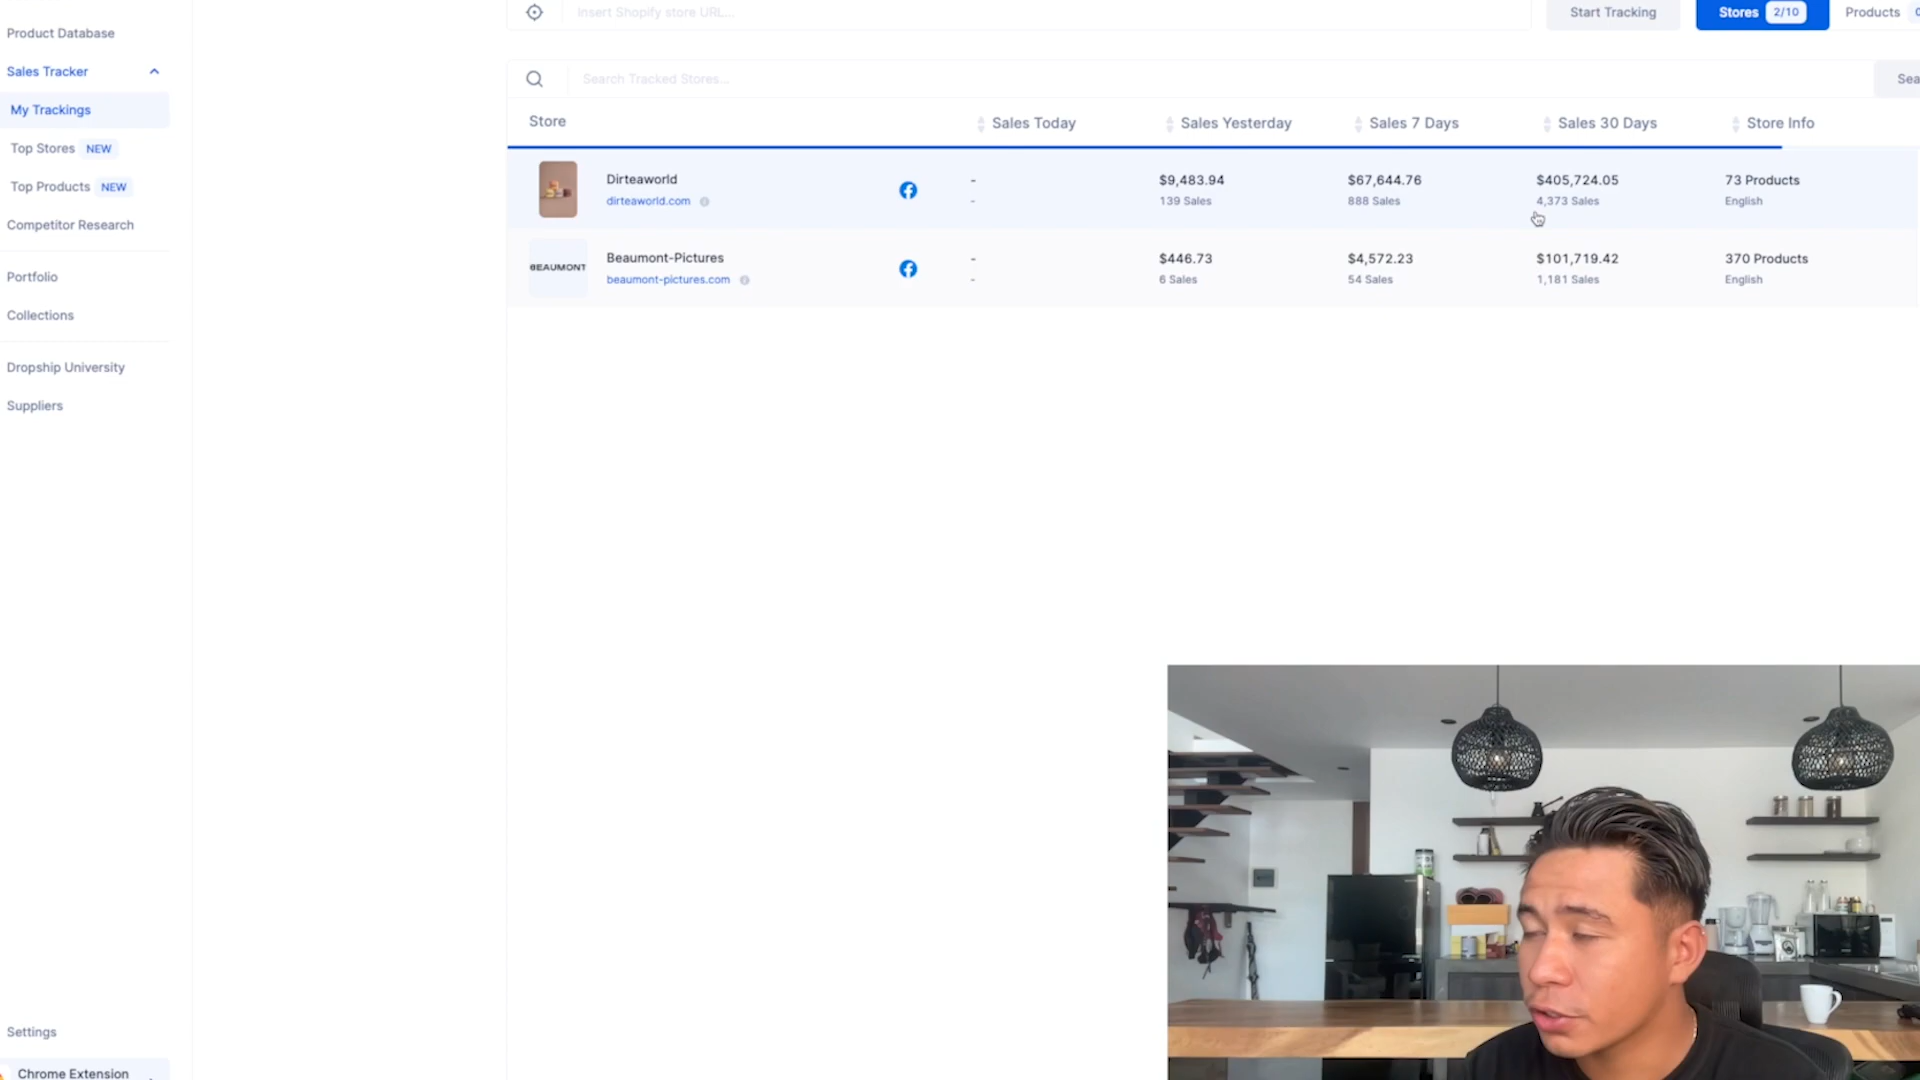 Product Database
Sales Tracker
My Trackings
Top Stores NEW
Top Products NEW
Competitor Research
Portfolio
Collections
Dropship University
Suppliers
Settings
Chrome Extension
Insert Shopify store URL...
Start Tracking
Stores 2/10
Products
Search Tracked Stores...
Sea
Store
Sales Today
Sales Yesterday
Sales 7 Days
Sales 30 Days
Store Info
Dirteaworld
dirteaworld.com
-
-
$9,483.94
139 Sales
$67,644.76
888 Sales
$405,724.05
4,373 Sales
73 Products
English
BEAUMONT
Beaumont-Pictures
beaumont-pictures.com
-
-
$446.73
6 Sales
$4,572.23
54 Sales
$101,719.42
1,181 Sales
370 Products
English